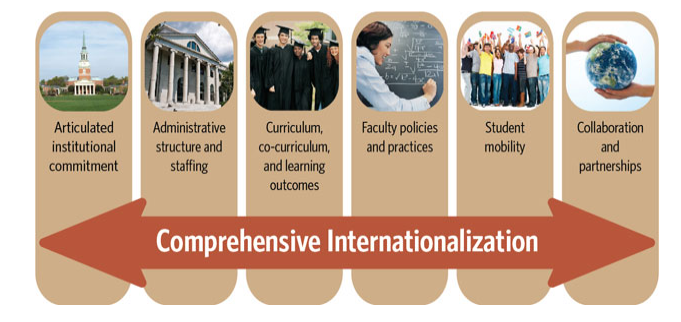 Articulated
institutional
commitment
Administrative
structure and
staffing
Curriculum,
co-curriculum,
and learning
outcomes
Faculty policies
and practices
Student
mobility
Collaboration
and
partnerships
Comprehensive Internationalization